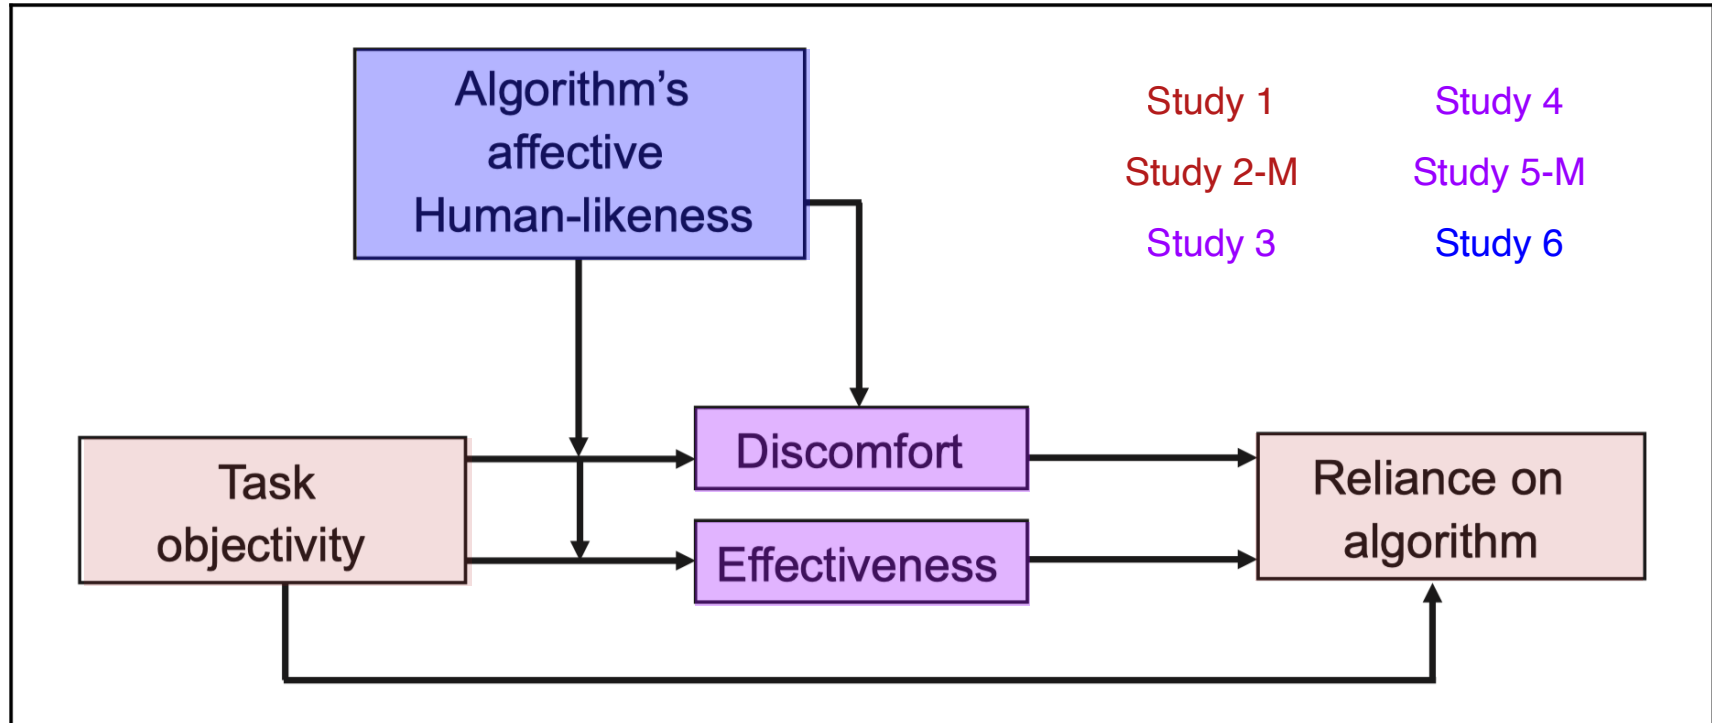 Algorithm's
affective
Human-likeness
Study 1
Study 4
Study 2-M
Study 5-M
Study 3
Study 6
Task
objectivity
Discomfort
Effectiveness
Reliance on
algorithm